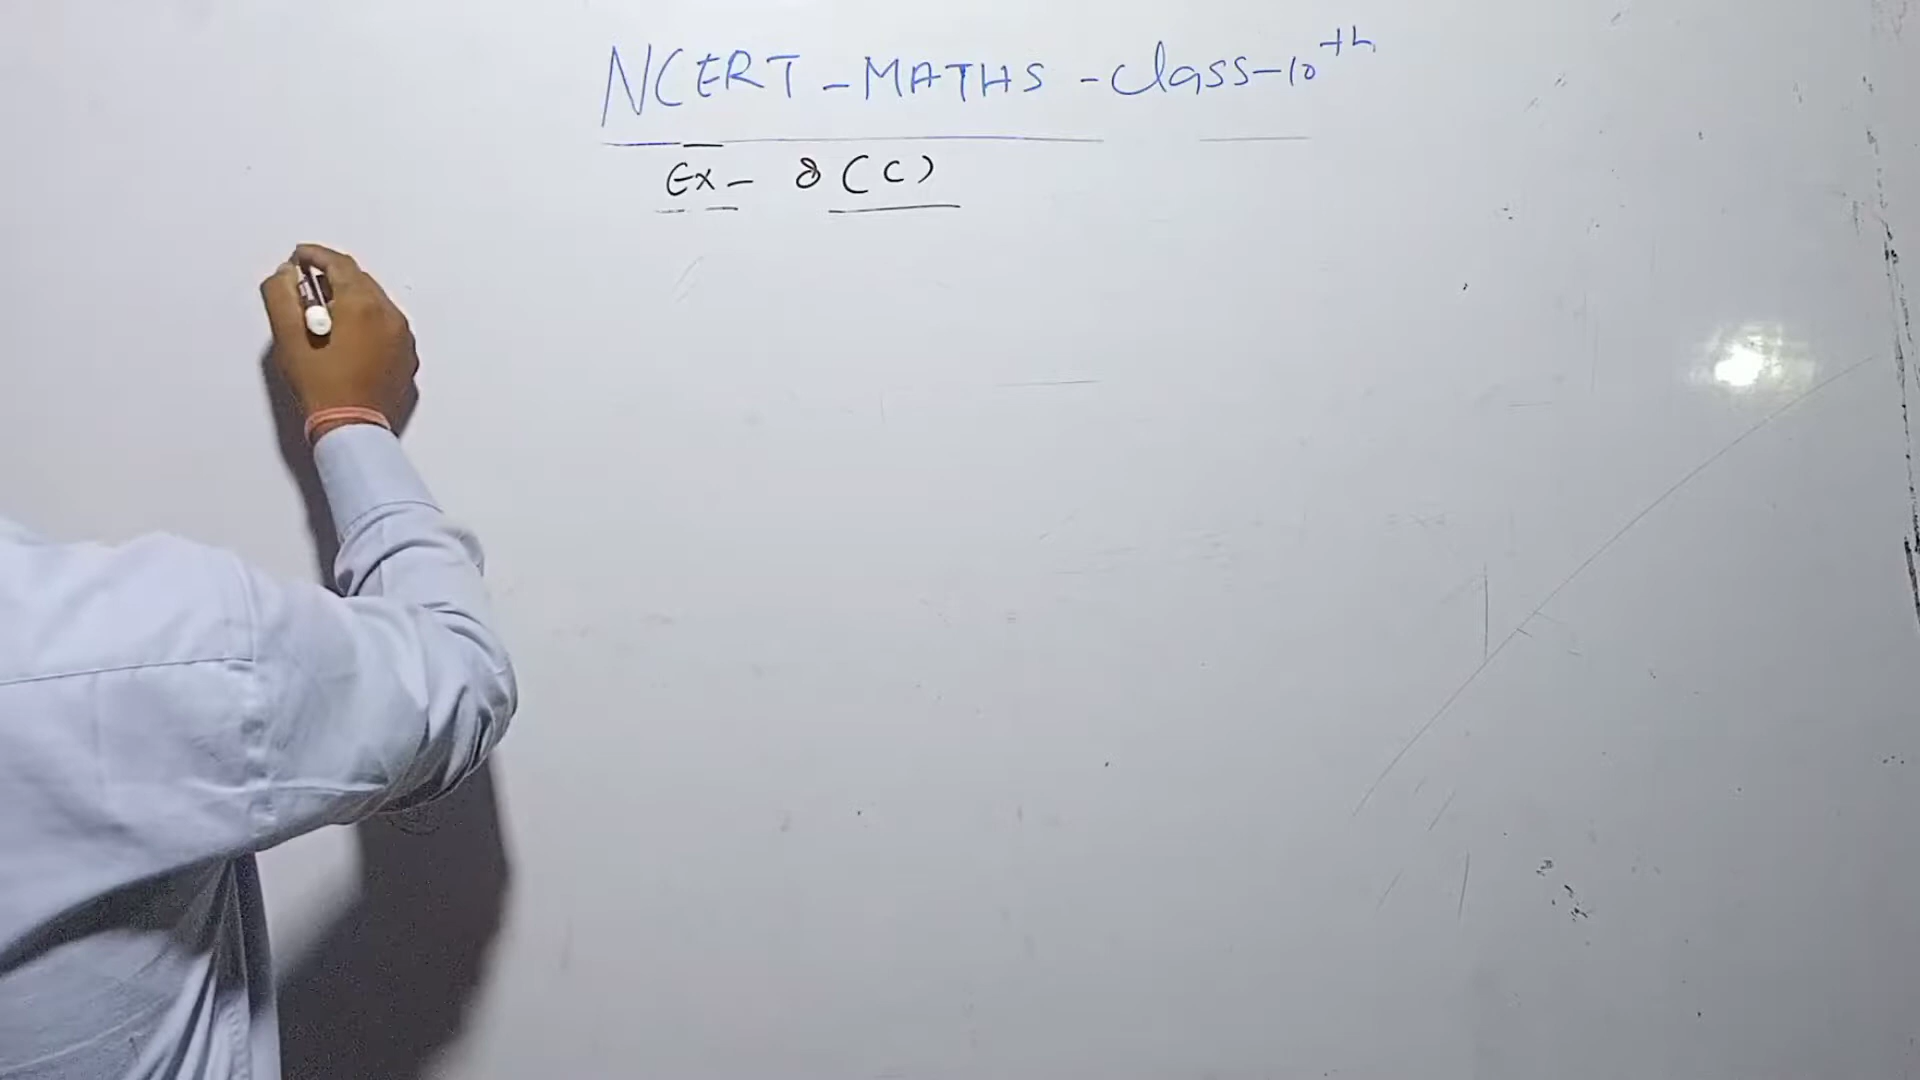 NCERT - MATHS - Class - 10th
Ex - 8 (C)